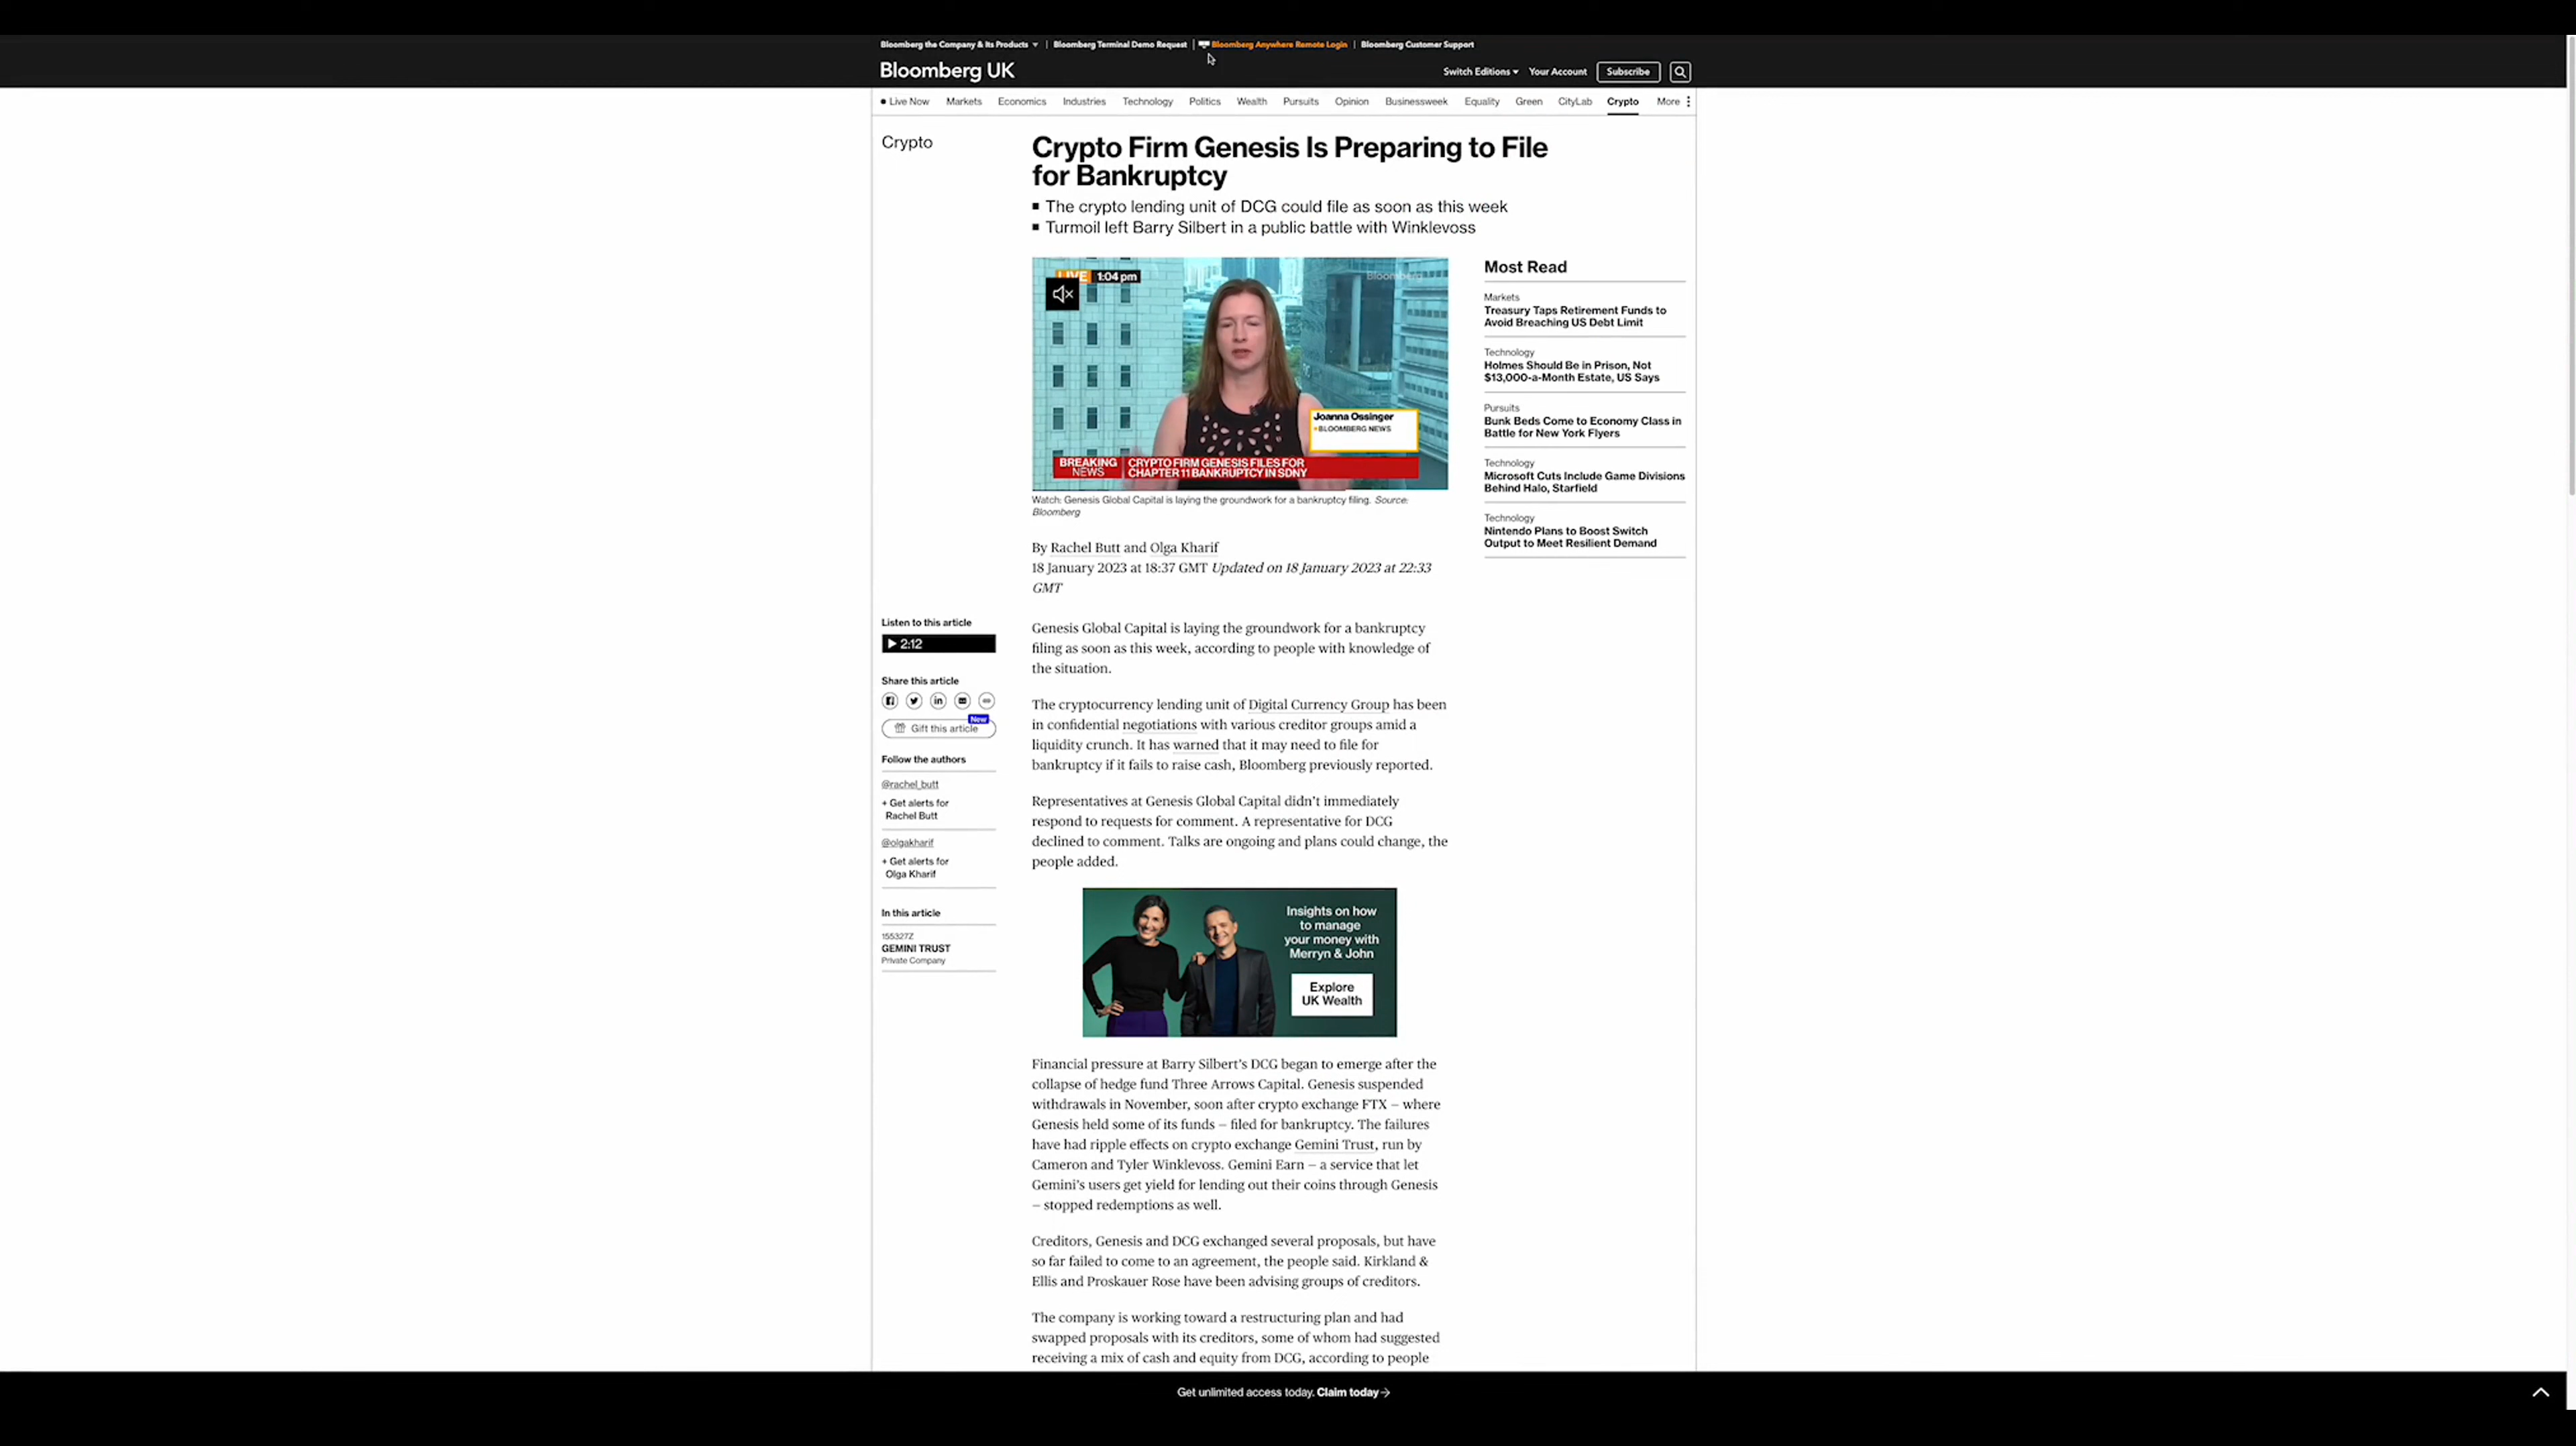 Bloomberg the Company & Its Products
Bloomberg Terminal Demo Request
Bloomberg Anywhere Remote Login
Bloomberg Customer Support
Bloomberg UK
Switch Editions
Your Account
Subscribe
Live Now
Markets
Economics
Industries
Technology
Politics
Wealth
Pursuits
Opinion
Businessweek
Equality
Green
CityLab
Crypto
More
Crypto
Crypto Firm Genesis Is Preparing to File
for Bankruptcy
The crypto lending unit of DCG could file as soon as this week
Turmoil left Barry Silbert in a public battle with Winklevoss
LIVE 1:04 pm
Bloomberg
Joanna Ossinger
BLOOMBERG NEWS
BREAKING
NEWS
CRYPTO FIRM GENESIS FILES FOR
CHAPTER 11 BANKRUPTCY IN SDNY
Watch: Genesis Global Capital is laying the groundwork for a bankruptcy filing. Source:
Bloomberg
By Rachel Butt and Olga Kharif
18 January 2023 at 18:37 GMT Updated on 18 January 2023 at 22:33
GMT
Listen to this article
2:12
Share this article
New
Gift this article
Follow the authors
@rachel_butt
+ Get alerts for
Rachel Butt
@olgakharif
+ Get alerts for
Olga Kharif
In this article
155327Z
GEMINI TRUST
Private Company
Genesis Global Capital is laying the groundwork for a bankruptcy
filing as soon as this week, according to people with knowledge of
the situation.
The cryptocurrency lending unit of Digital Currency Group has been
in confidential negotiations with various creditor groups amid a
liquidity crunch. It has warned that it may need to file for
bankruptcy if it fails to raise cash, Bloomberg previously reported.
Representatives at Genesis Global Capital didn't immediately
respond to requests for comment. A representative for DCG
declined to comment. Talks are ongoing and plans could change, the
people added.
Insights on how
to manage
your money with
Merryn & John
Explore
UK Wealth
Financial pressure at Barry Silbert's DCG began to emerge after the
collapse of hedge fund Three Arrows Capital. Genesis suspended
withdrawals in November, soon after crypto exchange FTX – where
Genesis held some of its funds – filed for bankruptcy. The failures
have had ripple effects on crypto exchange Gemini Trust, run by
Cameron and Tyler Winklevoss. Gemini Earn – a service that let
Gemini's users get yield for lending out their coins through Genesis
– stopped redemptions as well.
Creditors, Genesis and DCG exchanged several proposals, but have
so far failed to come to an agreement, the people said. Kirkland &
Ellis and Proskauer Rose have been advising groups of creditors.
The company is working toward a restructuring plan and had
swapped proposals with its creditors, some of whom had suggested
receiving a mix of cash and equity from DCG, according to people
Most Read
Markets
Treasury Taps Retirement Funds to
Avoid Breaching US Debt Limit
Technology
Holmes Should Be in Prison, Not
$13,000-a-Month Estate, US Says
Pursuits
Bunk Beds Come to Economy Class in
Battle for New York Flyers
Technology
Microsoft Cuts Include Game Divisions
Behind Halo, Starfield
Technology
Nintendo Plans to Boost Switch
Output to Meet Resilient Demand
Get unlimited access today. Claim today